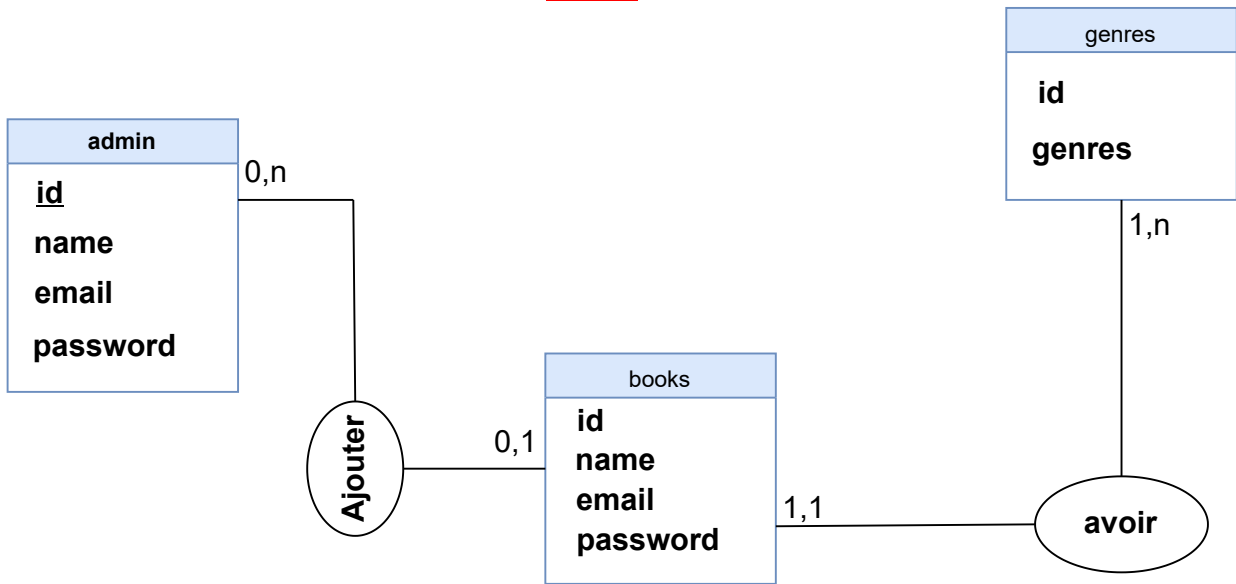 genres
id
genres
admin
id
name
email
password
0,n
1,n
Ajouter
0,1
books
id
name
email
password
1,1
avoir